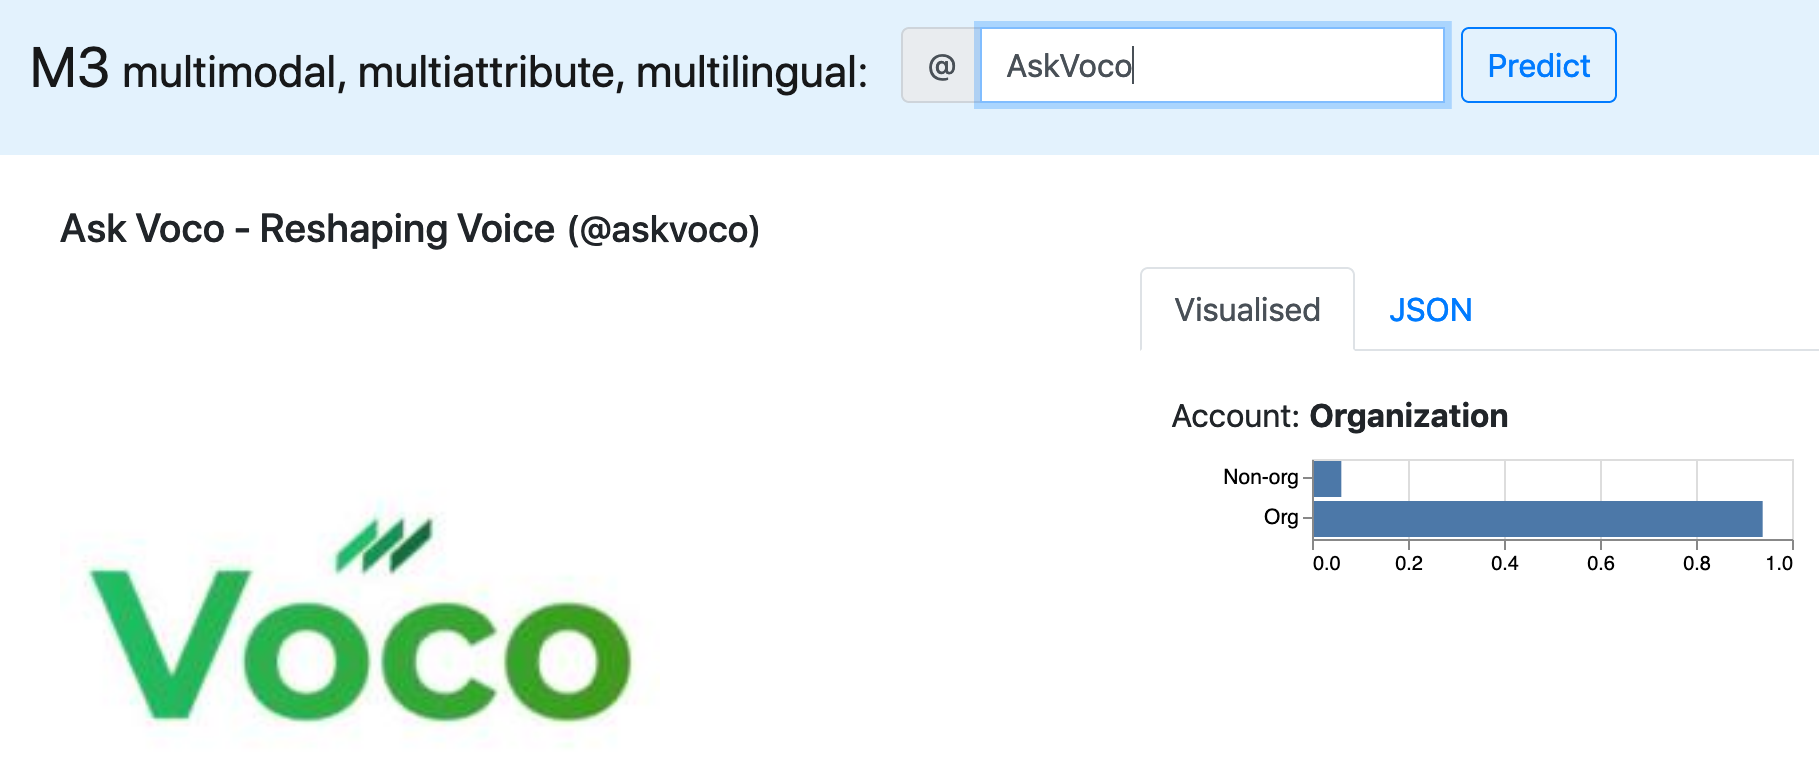 M3 multimodal, multiattribute, multilingual: @ AskVoco Predict
Ask Voco - Reshaping Voice (@askvoco)
Visualised JSON
Account: Organization
Non-org
Org
0.0 0.2 0.4 0.6 0.8 1.0
Voco